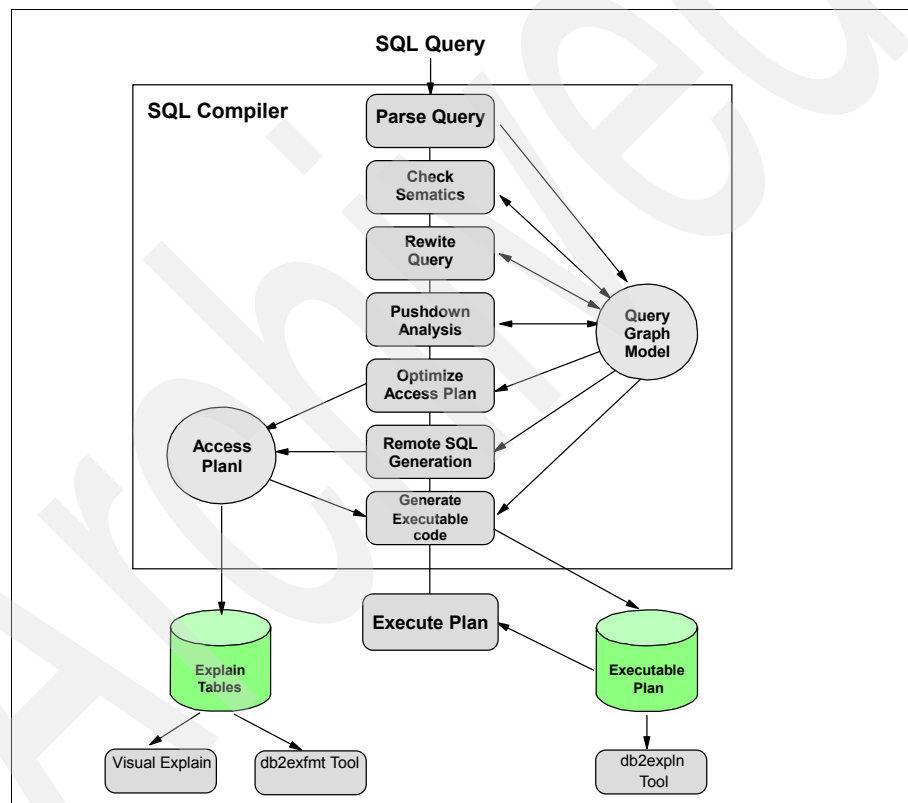 SQL Query
SQL Compiler
Parse Query
Check
Sematics
Rewite
Query
Pushdown
Analysis
Query
Graph
Model
Optimize
Access Plan
Access
Planl
Remote SQL
Generation
Generate
Executable
code
Execute Plan
Explain
Tables
Executable
Plan
Visual Explain
db2exfmt Tool
db2expln
Tool
Archived